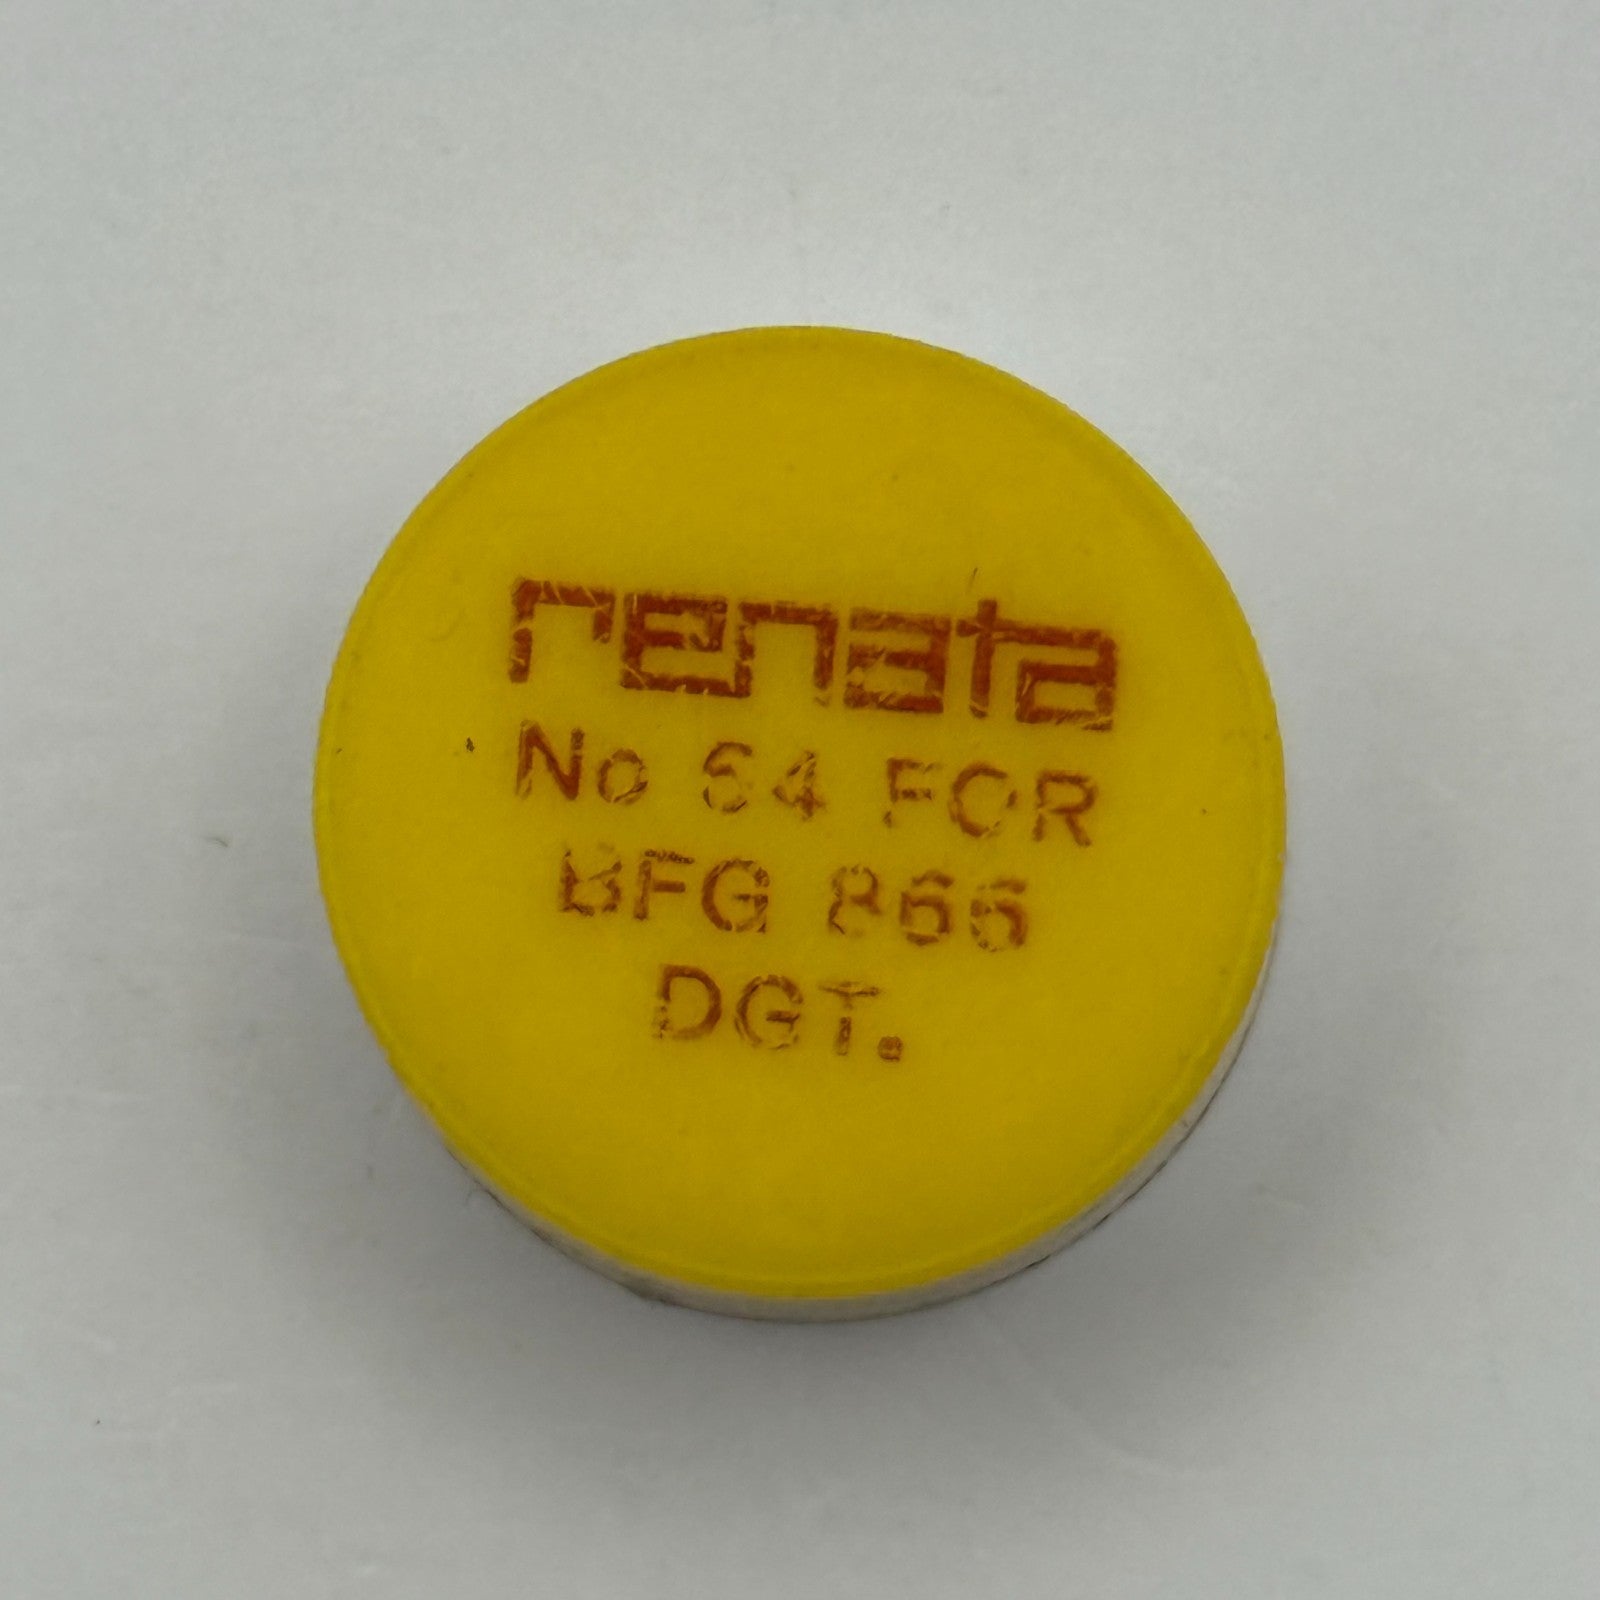 renata
No 64 FOR
BFG 866
DGT.